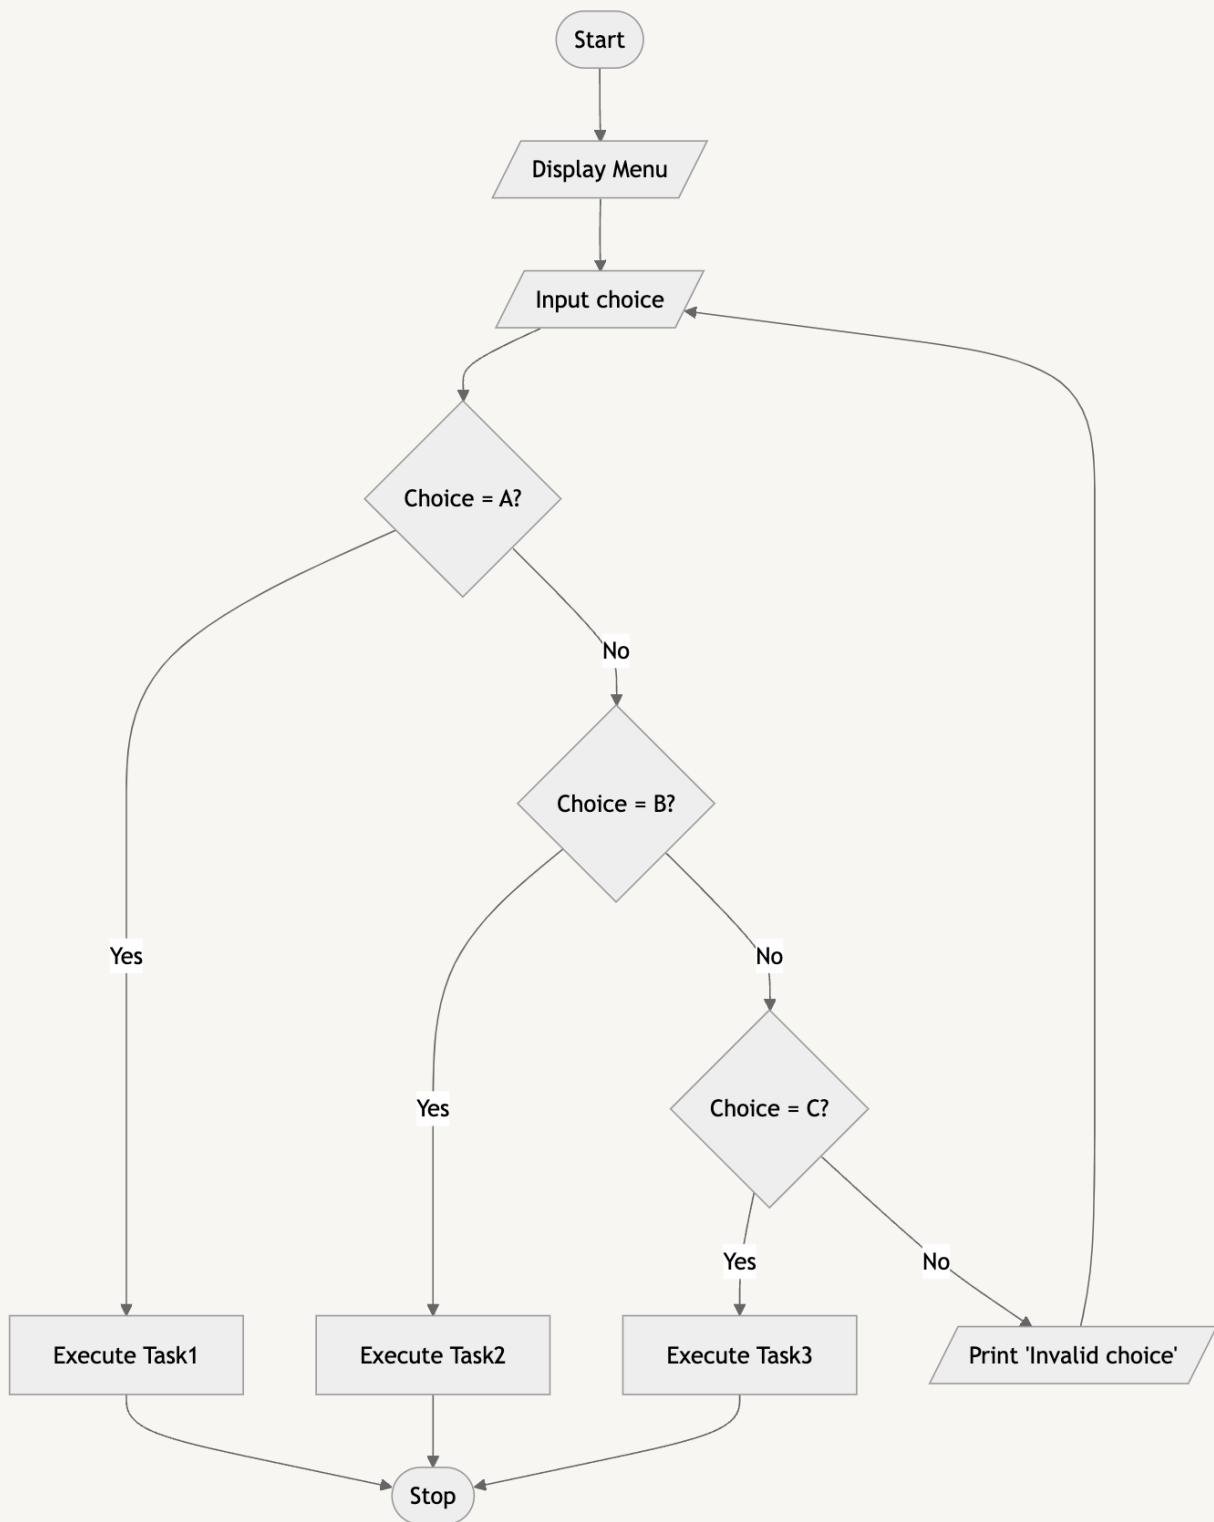 Start
Display Menu
Input choice
Choice = A?
No
Choice = B?
Yes
No
Yes
Choice = C?
Yes
No
Execute Task1
Execute Task2
Execute Task3
Print 'Invalid choice'
Stop